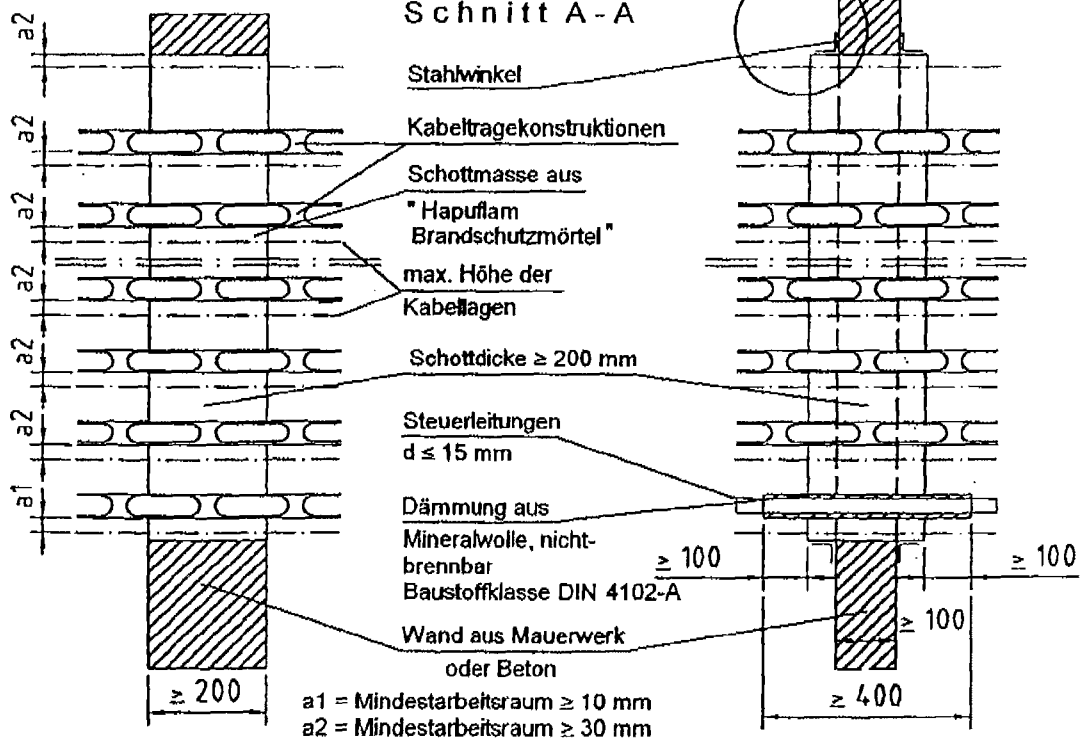 Schnitt A-A
Stahlwinkel
Kabeltragekonstruktionen
Schottmasse aus
" Hapuflam
Brandschutzmörtel "
max. Höhe der
Kabellagen
Schottdicke ≥ 200 mm
Steuerleitungen
d ≤ 15 mm
Dämmung aus
Mineralwolle, nicht-
brennbar
Baustoffklasse DIN 4102-A
Wand aus Mauerwerk
oder Beton
a1 = Mindestarbeitsraum ≥ 10 mm
a2 = Mindestarbeitsraum ≥ 30 mm
a2
a2
a2
a2
a2
a2
a1
≥ 200
≥ 100
≥ 100
≥ 100
≥ 400